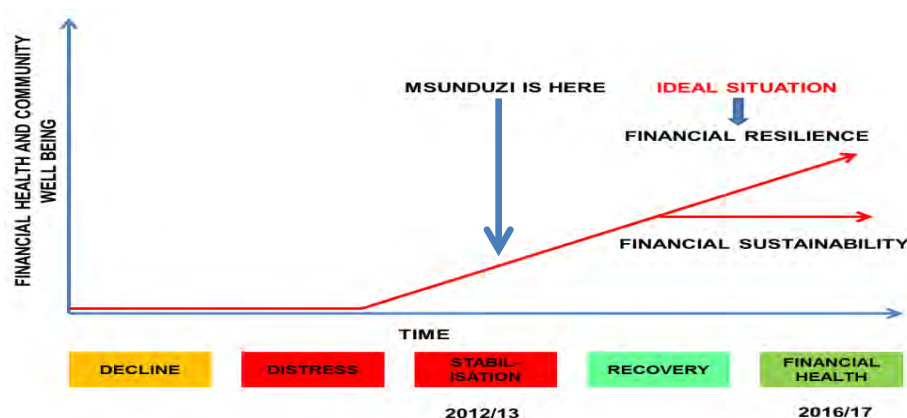 FINANCIAL HEALTH AND COMMUNITY
WELL BEING
MSUNDUZI IS HERE
IDEAL SITUATION
FINANCIAL RESILIENCE
FINANCIAL SUSTAINABILITY
TIME
DECLINE
DISTRESS
STABIL-
ISATION
RECOVERY
FINANCIAL
HEALTH
2012/13
2016/17